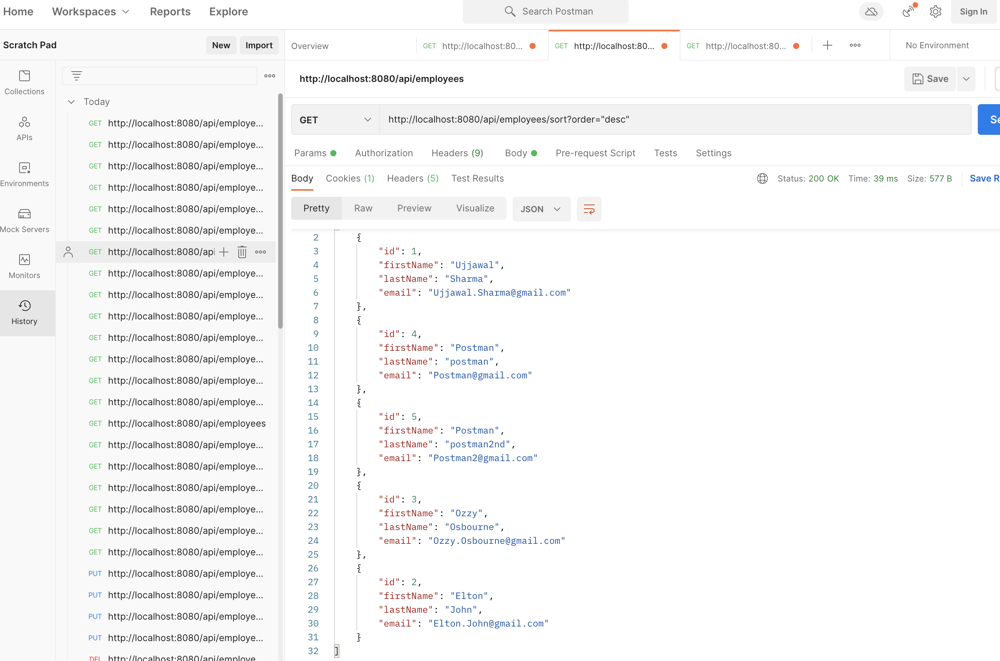 Home Workspaces Reports Explore Search Postman Sign In
Scratch Pad New Import Overview GET http://localhost:80... GET http://localhost:80... GET http://localhost:80... No Environment
Collections
APIs
Environments
Mock Servers
Monitors
History
Today
GET http://localhost:8080/api/employe...
GET http://localhost:8080/api/employe...
GET http://localhost:8080/api/employe...
GET http://localhost:8080/api/employe...
GET http://localhost:8080/api/employe...
GET http://localhost:8080/api/employe...
GET http://localhost:8080/api
GET http://localhost:8080/api/employe...
GET http://localhost:8080/api/employe...
GET http://localhost:8080/api/employe...
GET http://localhost:8080/api/employe...
GET http://localhost:8080/api/employe...
GET http://localhost:8080/api/employe...
GET http://localhost:8080/api/employe...
GET http://localhost:8080/api/employees
GET http://localhost:8080/api/employe...
GET http://localhost:8080/api/employe...
GET http://localhost:8080/api/employe...
GET http://localhost:8080/api/employe...
GET http://localhost:8080/api/employe...
GET http://localhost:8080/api/employe...
PUT http://localhost:8080/api/employe...
PUT http://localhost:8080/api/employe...
PUT http://localhost:8080/api/employe...
PUT http://localhost:8080/api/employe...
DEL http://localhost:8080/api/employe...
http://localhost:8080/api/employees Save
GET http://localhost:8080/api/employees/sort?order="desc" Se
Params Authorization Headers (9) Body Pre-request Script Tests Settings
Body Cookies (1) Headers (5) Test Results Status: 200 OK Time: 39 ms Size: 577 B Save R
Pretty Raw Preview Visualize JSON
2 {
3 "id": 1,
4 "firstName": "Ujjawal",
5 "lastName": "Sharma",
6 "email": "Ujjawal.Sharma@gmail.com"
7 },
8 {
9 "id": 4,
10 "firstName": "Postman",
11 "lastName": "postman",
12 "email": "Postman@gmail.com"
13 },
14 {
15 "id": 5,
16 "firstName": "Postman",
17 "lastName": "postman2nd",
18 "email": "Postman2@gmail.com"
19 },
20 {
21 "id": 3,
22 "firstName": "Ozzy",
23 "lastName": "Osbourne",
24 "email": "Ozzy.Osbourne@gmail.com"
25 },
26 {
27 "id": 2,
28 "firstName": "Elton",
29 "lastName": "John",
30 "email": "Elton.John@gmail.com"
31 }
32 ]